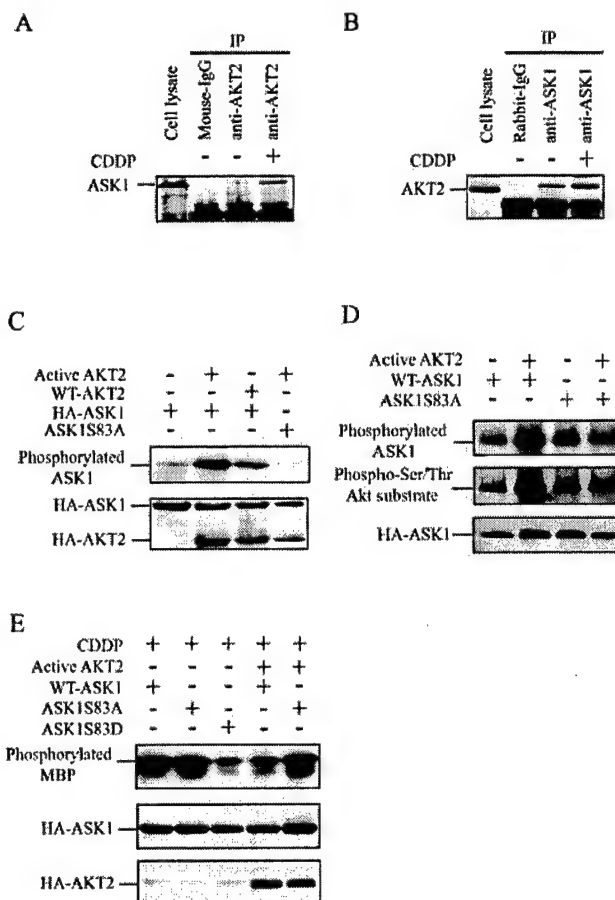 A
IP
Cell lysate
Mouse-IgG
anti-AKT2
anti-AKT2
CDDP - - +
ASK1
B
IP
Cell lysate
Rabbit-IgG
anti-ASK1
anti-ASK1
CDDP - - +
AKT2
C
Active AKT2 - + - +
WT-AKT2 - - + -
HA-ASK1 + + + -
ASK1S83A - - - +
Phosphorylated
ASK1
HA-ASK1
HA-AKT2
D
Active AKT2 - + - +
WT-ASK1 + + - -
ASK1S83A - - + +
Phosphorylated
ASK1
Phospho-Ser/Thr
Akt substrate
HA-ASK1
E
CDDP + + + + +
Active AKT2 - - - + +
WT-ASK1 + - - + -
ASK1S83A - + - - +
ASK1S83D - - + - -
Phosphorylated
MBP
HA-ASK1
HA-AKT2